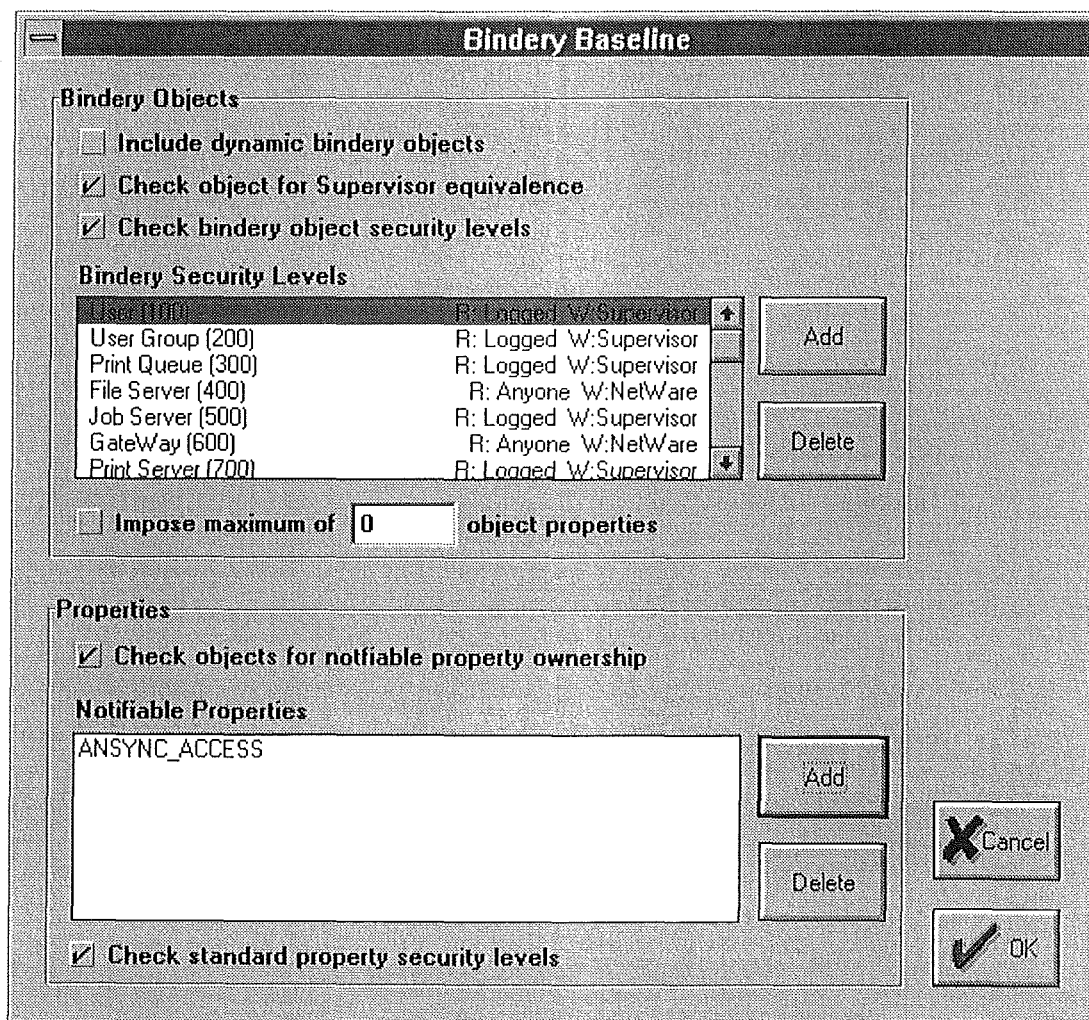 Bindery Baseline
Bindery Objects
Include dynamic bindery objects
Check object for Supervisor equivalence
Check bindery object security levels
Bindery Security Levels
User (100) R: Logged W:Supervisor
User Group (200) R: Logged W:Supervisor
Print Queue (300) R: Logged W:Supervisor
File Server (400) R: Anyone W:NetWare
Job Server (500) R: Logged W:Supervisor
GateWay (600) R: Anyone W:NetWare
Print Server (700) R: Logged W:Supervisor
Add
Delete
Impose maximum of 0 object properties
Properties
Check objects for notfiable property ownership
Notifiable Properties
ANSYNC_ACCESS
Add
Delete
Cancel
OK
Check standard property security levels